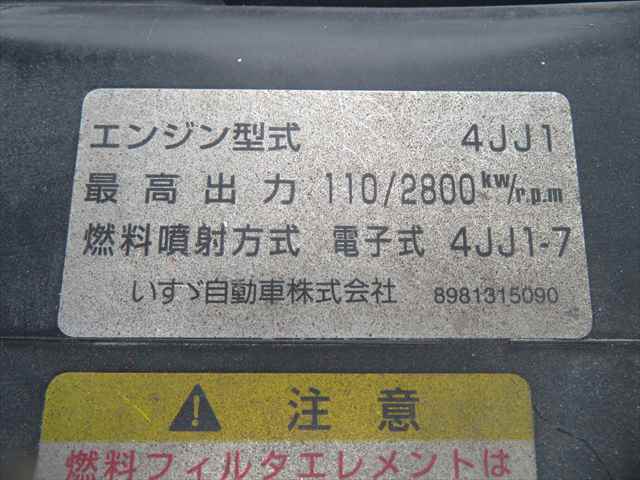 エンジン型式 4JJ1
最高出力 110/2800kw/r.p.m
燃料噴射方式 電子式 4JJ1-7
いすゞ自動車株式会社 8981315090
注意
燃料フィルタエレメントは